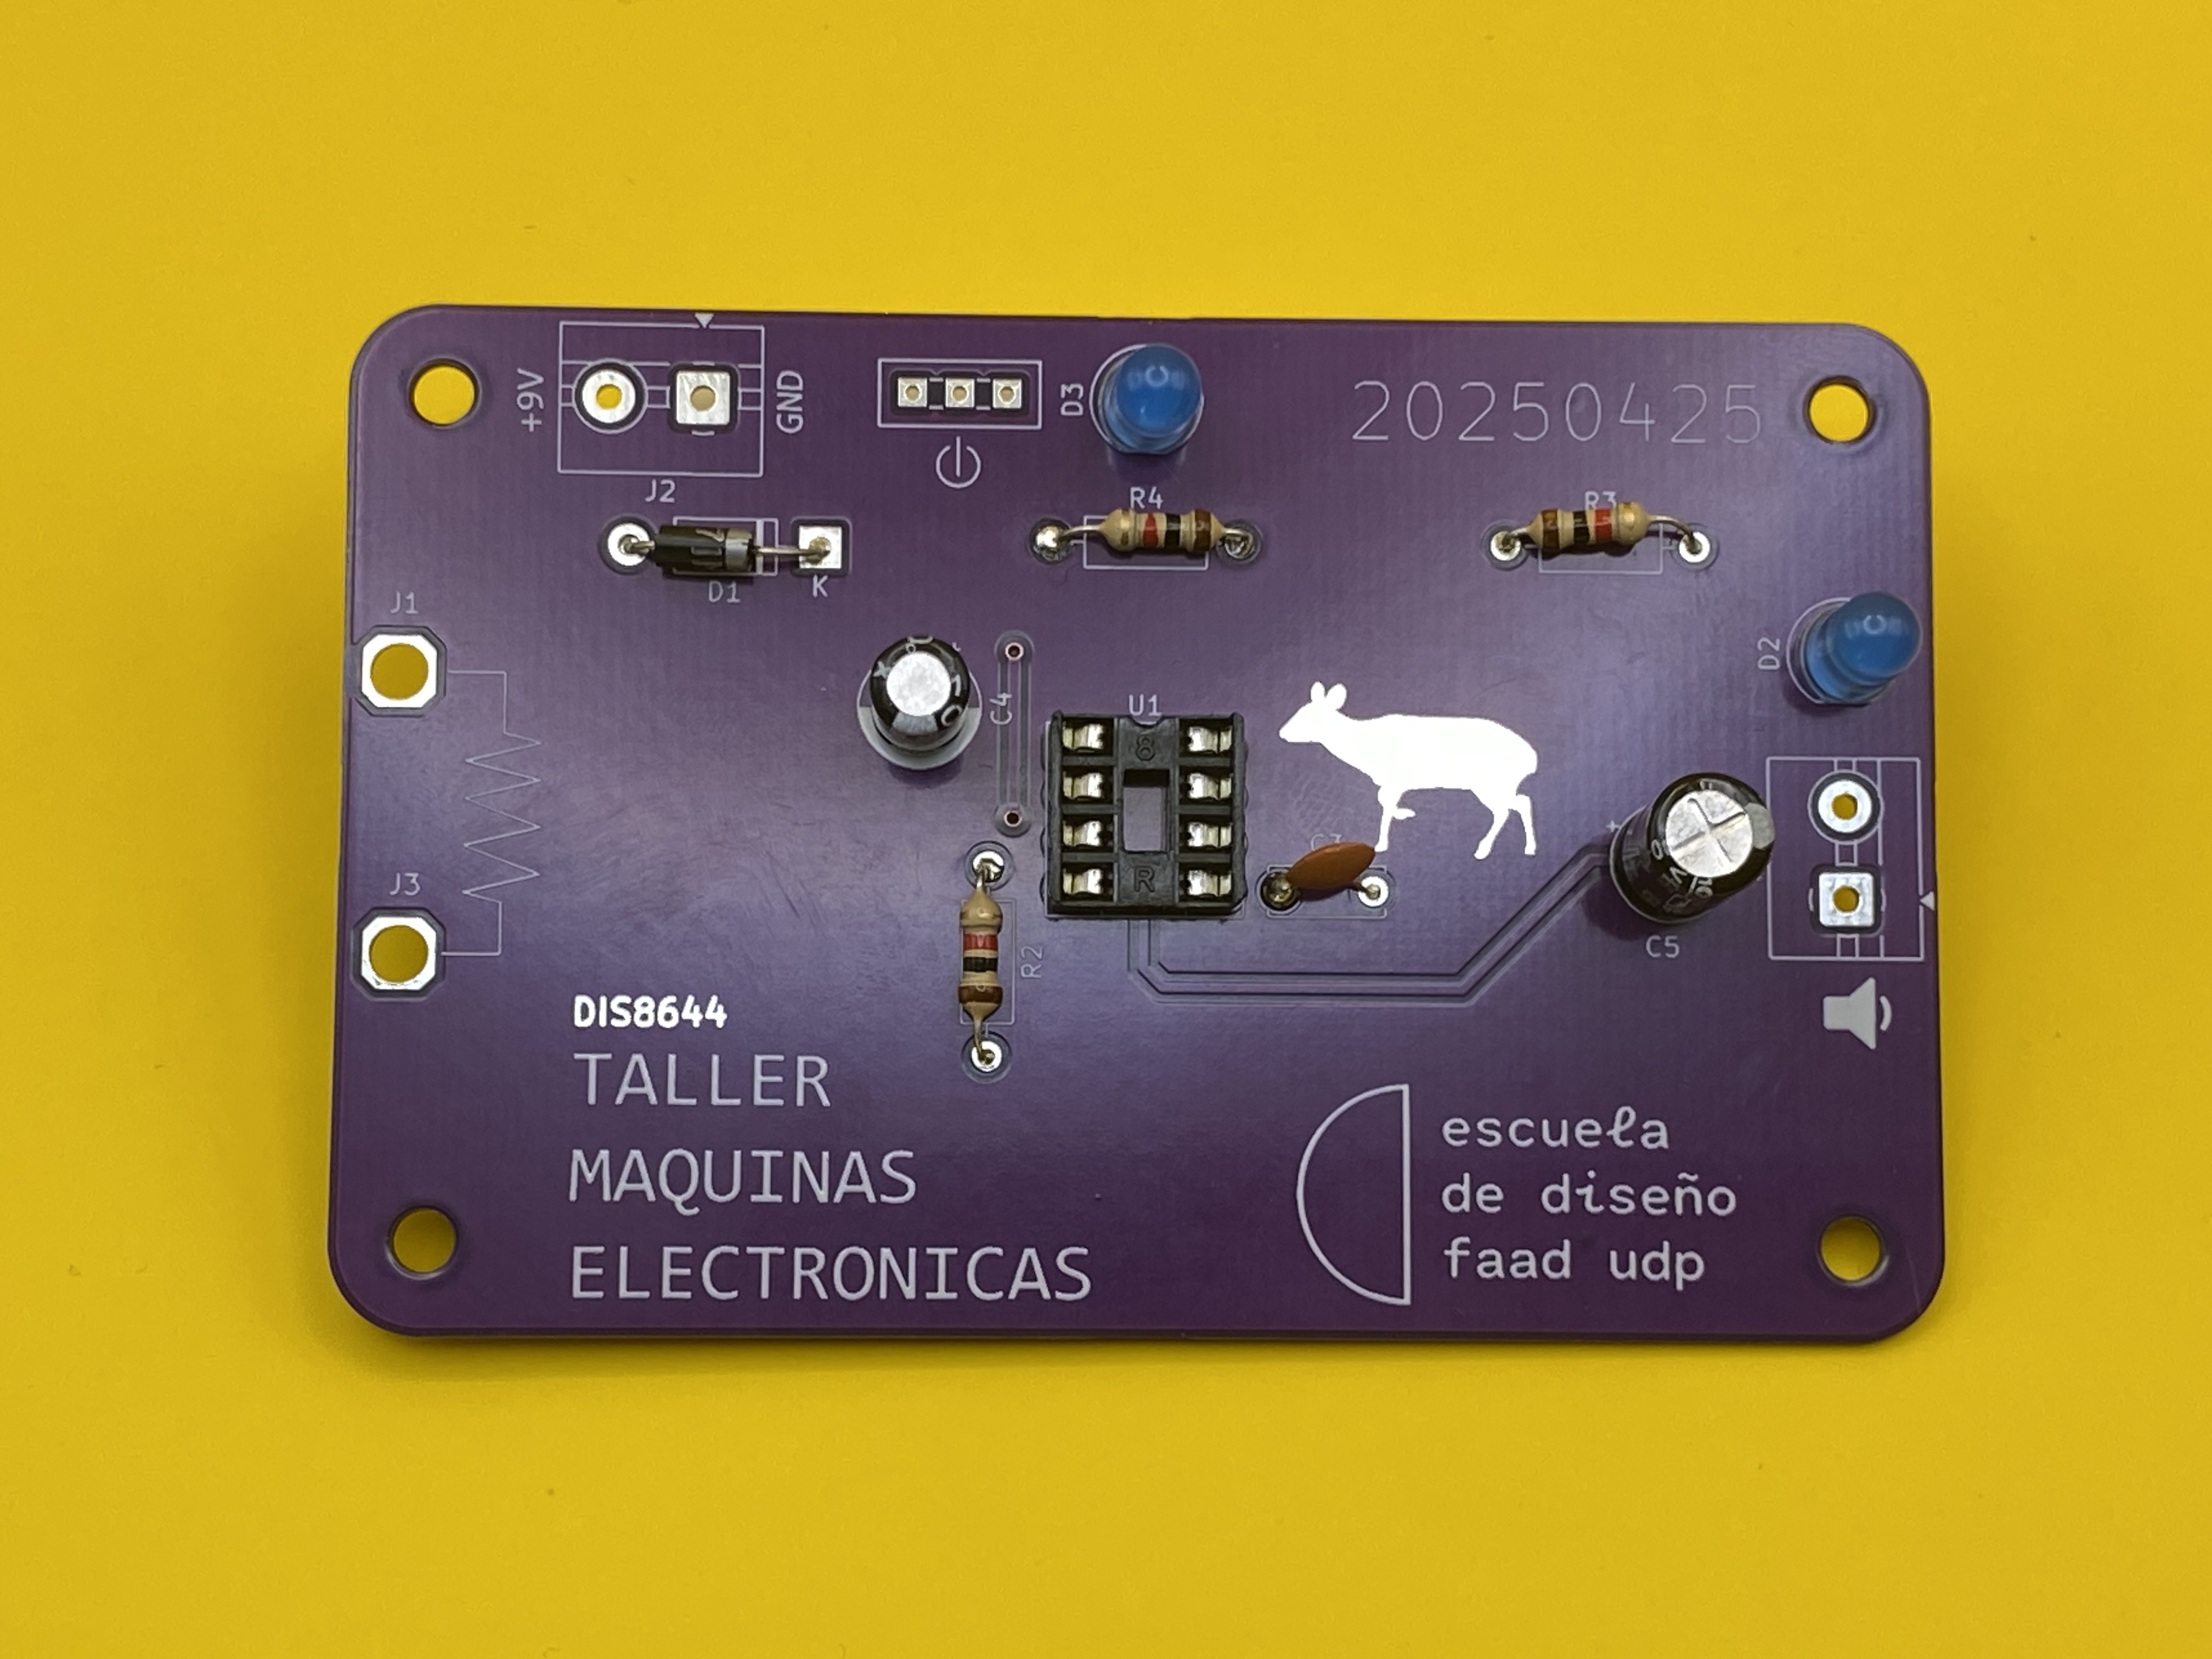 +9V
GND
J2
D3
20250425
R4
R3
D1
K
J1
D2
C4
U1
8
C3
R
J3
R2
C5
DIS8644
TALLER
MAQUINAS
ELECTRONICAS
escuela
de diseño
faad udp